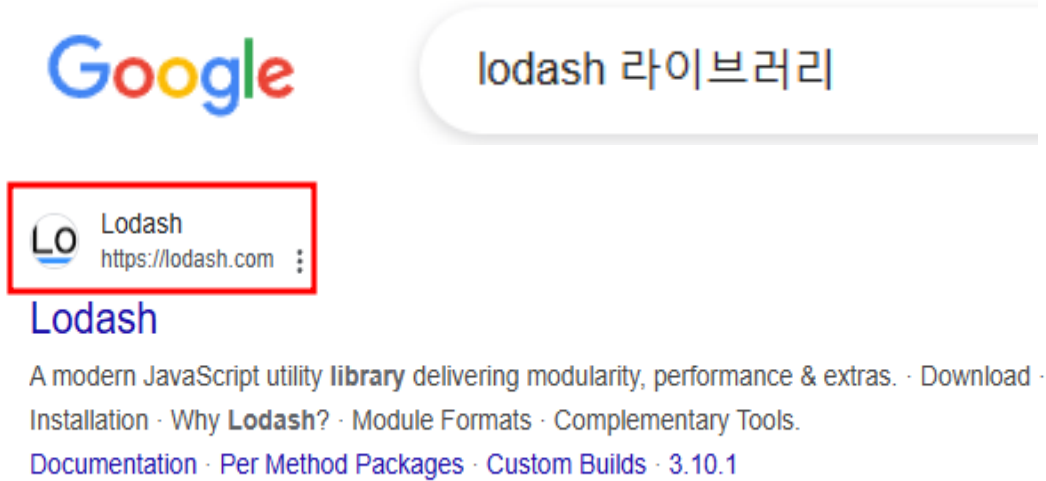 Google
lodash 라이브러리
LO
Lodash
https://lodash.com
Lodash
A modern JavaScript utility library delivering modularity, performance & extras. · Download ·
Installation · Why Lodash? · Module Formats · Complementary Tools.
Documentation · Per Method Packages · Custom Builds · 3.10.1